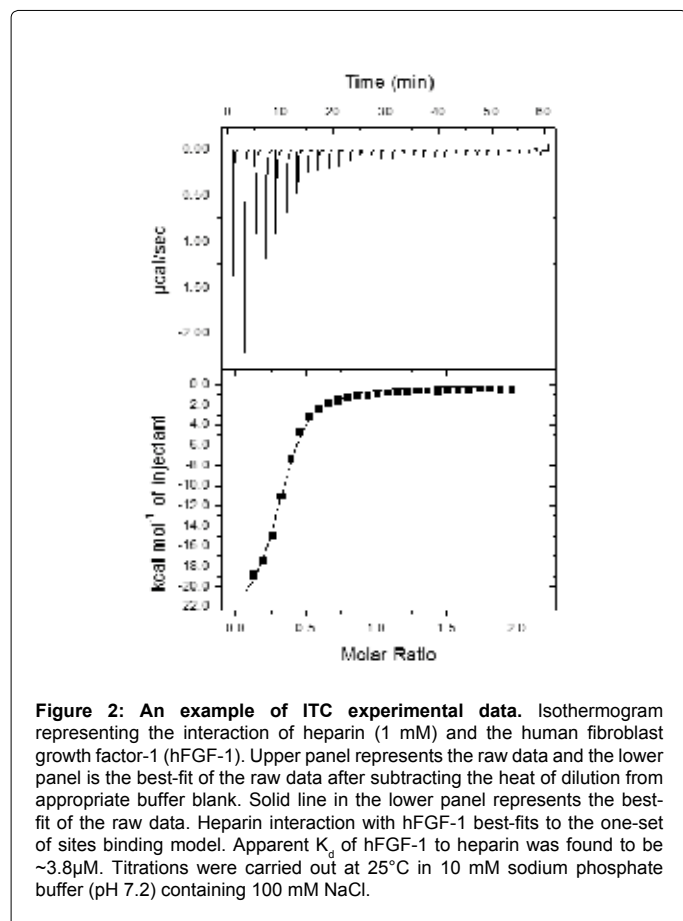 Time (min)
0 10 20 30 40 50 60
0.00
0.50
1.00
1.50
-2.00
µcal/sec
0.0
2.0
4.0
6.0
-8.0
-10.0
-12.0
14.0
16.0
18.0
-20.0
22.0
kcal mol⁻¹ of injectant
0.0 0.5 1.0 1.5 2.0
Molar Ratio
Figure 2: An example of ITC experimental data. Isothermogram
representing the interaction of heparin (1 mM) and the human fibroblast
growth factor-1 (hFGF-1). Upper panel represents the raw data and the lower
panel is the best-fit of the raw data after subtracting the heat of dilution from
appropriate buffer blank. Solid line in the lower panel represents the best-
fit of the raw data. Heparin interaction with hFGF-1 best-fits to the one-set
of sites binding model. Apparent Kd of hFGF-1 to heparin was found to be
~3.8µM. Titrations were carried out at 25°C in 10 mM sodium phosphate
buffer (pH 7.2) containing 100 mM NaCl.